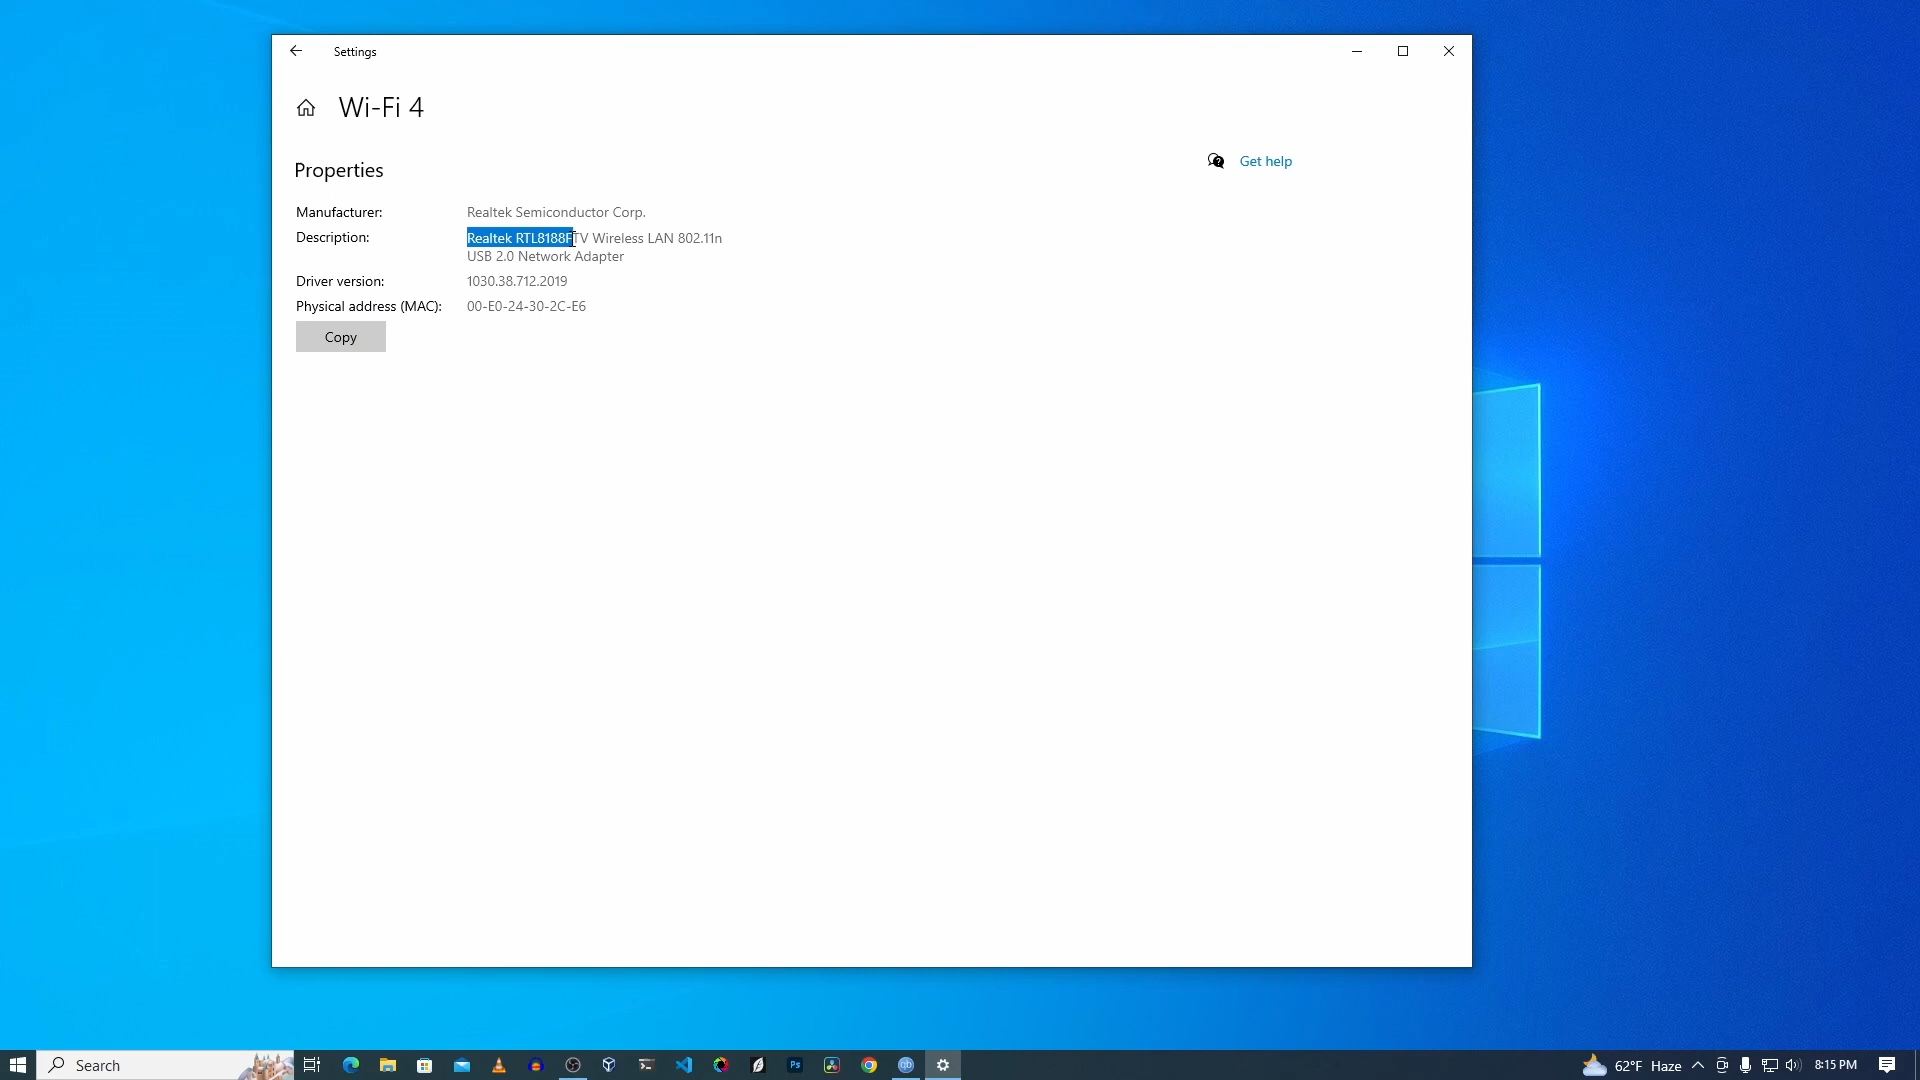 Settings
Wi-Fi 4
Get help
Properties
Manufacturer: Realtek Semiconductor Corp.
Description: Realtek RTL8188FTV Wireless LAN 802.11n
USB 2.0 Network Adapter
Driver version: 1030.38.712.2019
Physical address (MAC): 00-E0-24-30-2C-E6
Copy
Search
Ps
qb
62°F Haze
8:15 PM